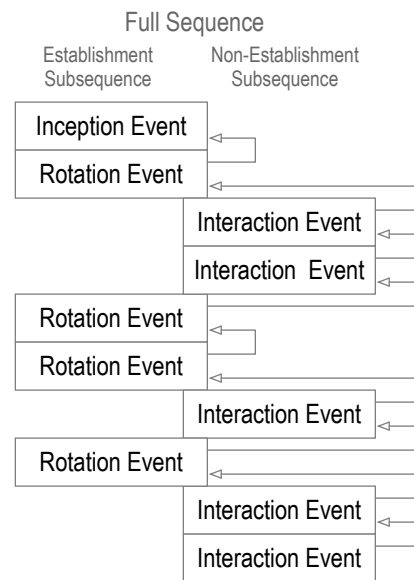 Full Sequence
Establishment Subsequence
Non-Establishment Subsequence
Inception Event
Rotation Event
Interaction Event
Interaction Event
Rotation Event
Rotation Event
Interaction Event
Rotation Event
Interaction Event
Interaction Event